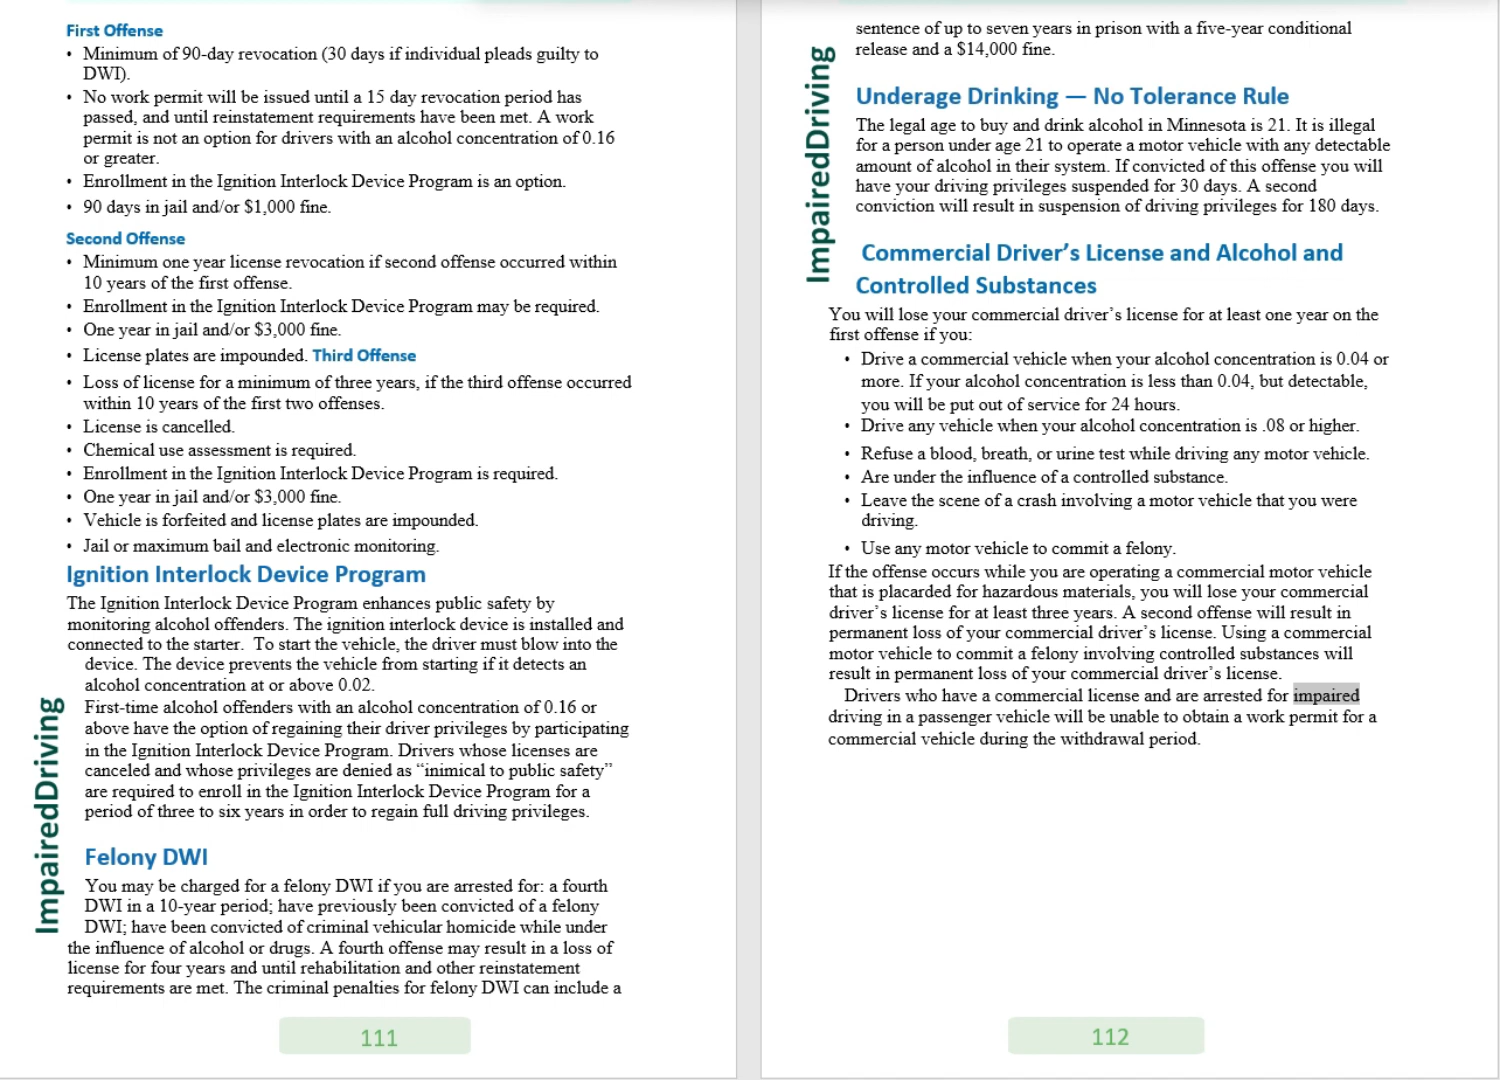 First Offense
• Minimum of 90-day revocation (30 days if individual pleads guilty to
DWI).
• No work permit will be issued until a 15 day revocation period has
passed, and until reinstatement requirements have been met. A work
permit is not an option for drivers with an alcohol concentration of 0.16
or greater.
• Enrollment in the Ignition Interlock Device Program is an option.
• 90 days in jail and/or $1,000 fine.
Second Offense
• Minimum one year license revocation if second offense occurred within
10 years of the first offense.
• Enrollment in the Ignition Interlock Device Program may be required.
• One year in jail and/or $3,000 fine.
• License plates are impounded. Third Offense
• Loss of license for a minimum of three years, if the third offense occurred
within 10 years of the first two offenses.
• License is cancelled.
• Chemical use assessment is required.
• Enrollment in the Ignition Interlock Device Program is required.
• One year in jail and/or $3,000 fine.
• Vehicle is forfeited and license plates are impounded.
• Jail or maximum bail and electronic monitoring.
Ignition Interlock Device Program
The Ignition Interlock Device Program enhances public safety by
monitoring alcohol offenders. The ignition interlock device is installed and
connected to the starter. To start the vehicle, the driver must blow into the
device. The device prevents the vehicle from starting if it detects an
alcohol concentration at or above 0.02.
First-time alcohol offenders with an alcohol concentration of 0.16 or
above have the option of regaining their driver privileges by participating
in the Ignition Interlock Device Program. Drivers whose licenses are
canceled and whose privileges are denied as “inimical to public safety”
are required to enroll in the Ignition Interlock Device Program for a
period of three to six years in order to regain full driving privileges.
Felony DWI
You may be charged for a felony DWI if you are arrested for: a fourth
DWI in a 10-year period; have previously been convicted of a felony
DWI; have been convicted of criminal vehicular homicide while under
the influence of alcohol or drugs. A fourth offense may result in a loss of
license for four years and until rehabilitation and other reinstatement
requirements are met. The criminal penalties for felony DWI can include a
ImpairedDriving
111
sentence of up to seven years in prison with a five-year conditional
release and a $14,000 fine.
Underage Drinking — No Tolerance Rule
The legal age to buy and drink alcohol in Minnesota is 21. It is illegal
for a person under age 21 to operate a motor vehicle with any detectable
amount of alcohol in their system. If convicted of this offense you will
have your driving privileges suspended for 30 days. A second
conviction will result in suspension of driving privileges for 180 days.
ImpairedDriving
Commercial Driver’s License and Alcohol and
Controlled Substances
You will lose your commercial driver’s license for at least one year on the
first offense if you:
• Drive a commercial vehicle when your alcohol concentration is 0.04 or
more. If your alcohol concentration is less than 0.04, but detectable,
you will be put out of service for 24 hours.
• Drive any vehicle when your alcohol concentration is .08 or higher.
• Refuse a blood, breath, or urine test while driving any motor vehicle.
• Are under the influence of a controlled substance.
• Leave the scene of a crash involving a motor vehicle that you were
driving.
• Use any motor vehicle to commit a felony.
If the offense occurs while you are operating a commercial motor vehicle
that is placarded for hazardous materials, you will lose your commercial
driver’s license for at least three years. A second offense will result in
permanent loss of your commercial driver’s license. Using a commercial
motor vehicle to commit a felony involving controlled substances will
result in permanent loss of your commercial driver’s license.
Drivers who have a commercial license and are arrested for impaired
driving in a passenger vehicle will be unable to obtain a work permit for a
commercial vehicle during the withdrawal period.
112